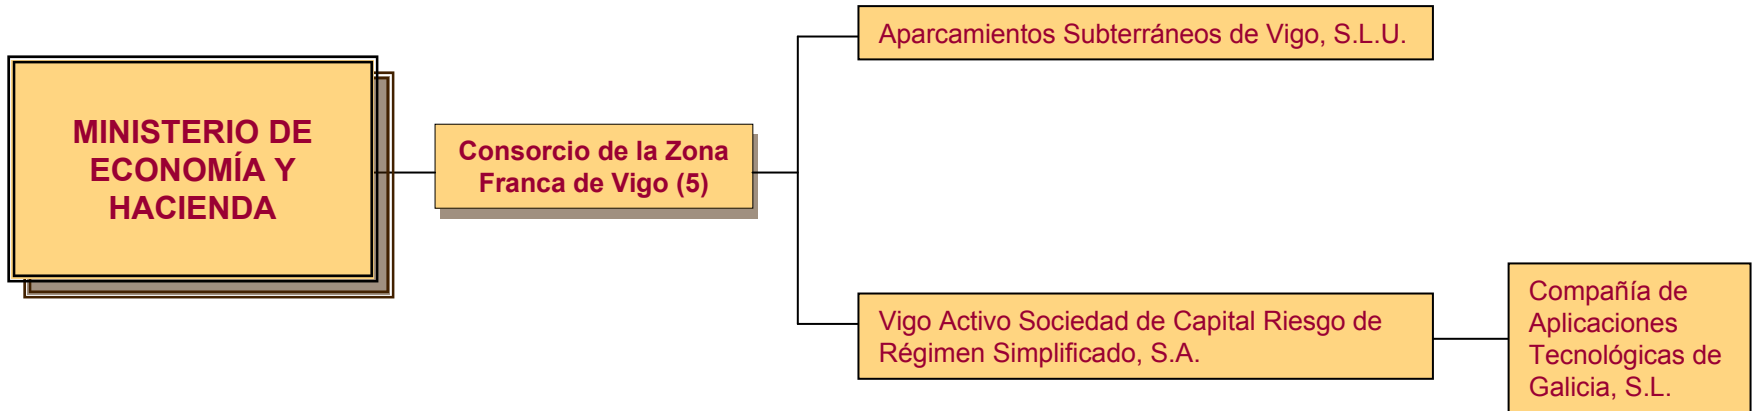 Aparcamientos Subterráneos de Vigo, S.L.U.
MINISTERIO DE
ECONOMÍA Y
HACIENDA
Consorcio de la Zona
Franca de Vigo (5)
Vigo Activo Sociedad de Capital Riesgo de
Régimen Simplificado, S.A.
Compañía de
Aplicaciones
Tecnológicas de
Galicia, S.L.